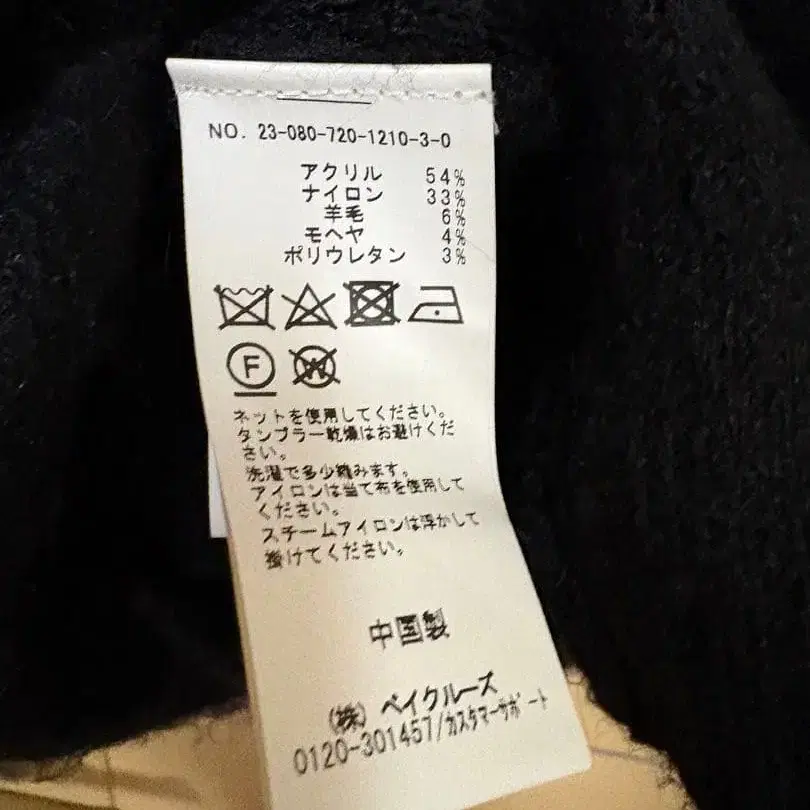 NO. 23-080-720-1210-3-0
アクリル 54%
ナイロン 33%
羊毛 6%
モヘヤ 4%
ポリウレタン 3%
F
W
ネットを使用してください。
タンブラー乾燥はお避けくだ
さい。
洗濯で多少縮みます。
アイロンは当て布を使用して
ください。
スチームアイロンは浮かして
掛けてください。
中国製
(株) ベイクルーズ
0120-301457/カスタマーサポート